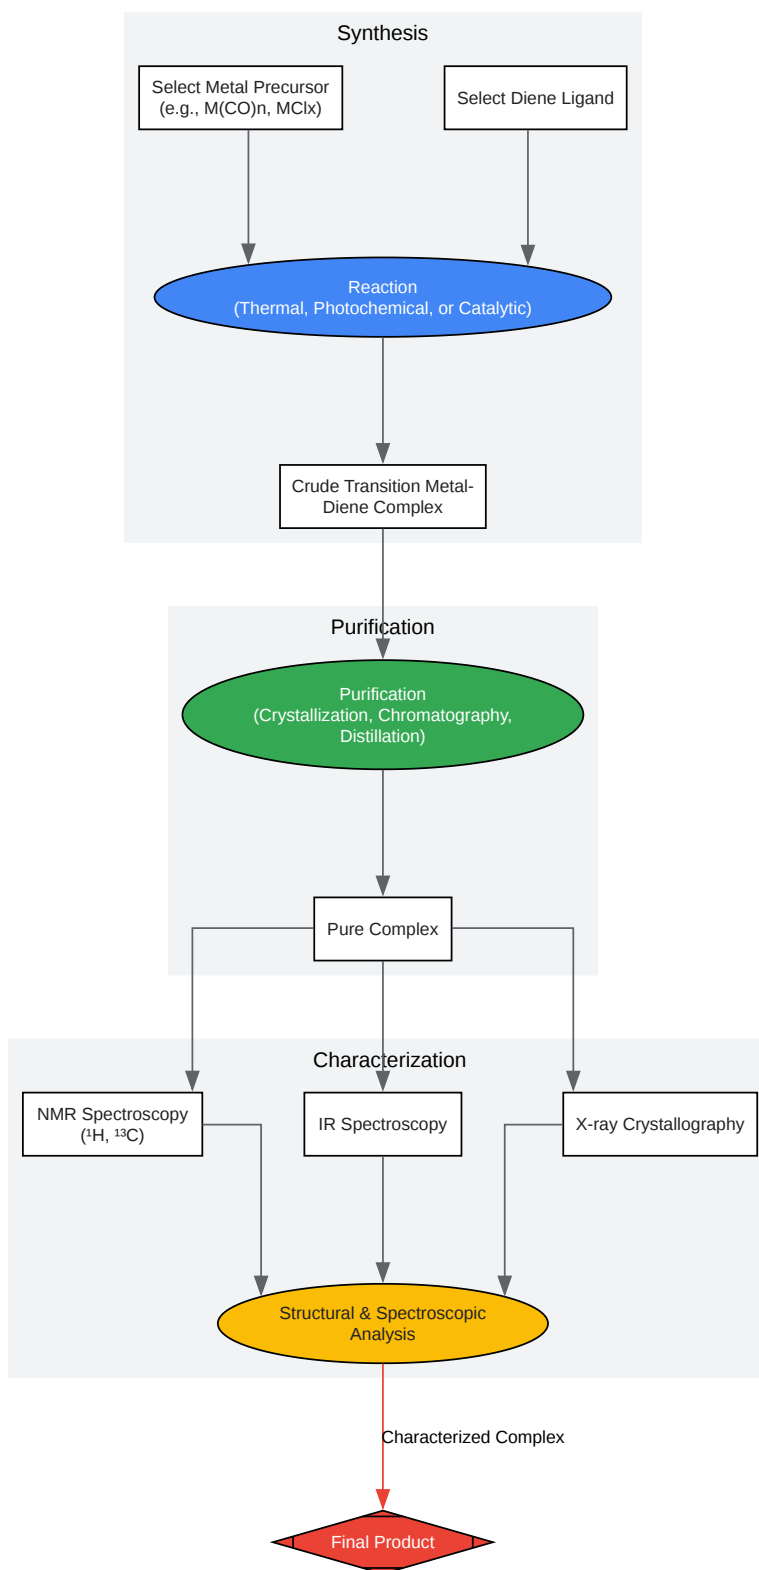 Synthesis
Select Metal Precursor
(e.g., M(CO)n, MClx)
Select Diene Ligand
Reaction
(Thermal, Photochemical, or Catalytic)
Crude Transition Metal-
Diene Complex
Purification
Purification
(Crystallization, Chromatography,
Distillation)
Pure Complex
Characterization
NMR Spectroscopy
(¹H, ¹³C)
IR Spectroscopy
X-ray Crystallography
Structural & Spectroscopic
Analysis
Characterized Complex
Final Product